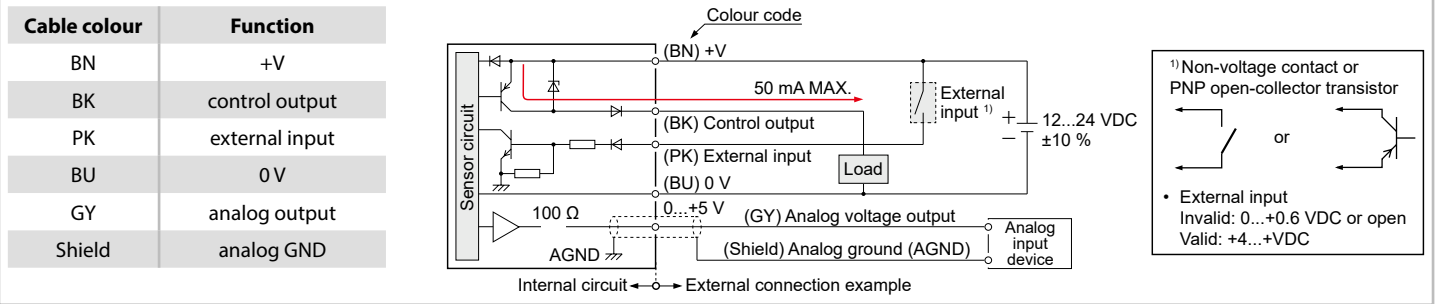 Cable colour Function
BN +V
BK control output
PK external input
BU 0 V
GY analog output
Shield analog GND
Colour code
Sensor circuit
(BN) +V
50 mA MAX.
(BK) Control output
(PK) External input
(BU) 0 V
0...+5 V
100 Ω
AGND
External
input 1)
+
−
12...24 VDC
±10 %
Load
(GY) Analog voltage output
(Shield) Analog ground (AGND)
Analog
input
device
Internal circuit
External connection example
1) Non-voltage contact or
PNP open-collector transistor
or
• External input
Invalid: 0...+0.6 VDC or open
Valid: +4...+VDC